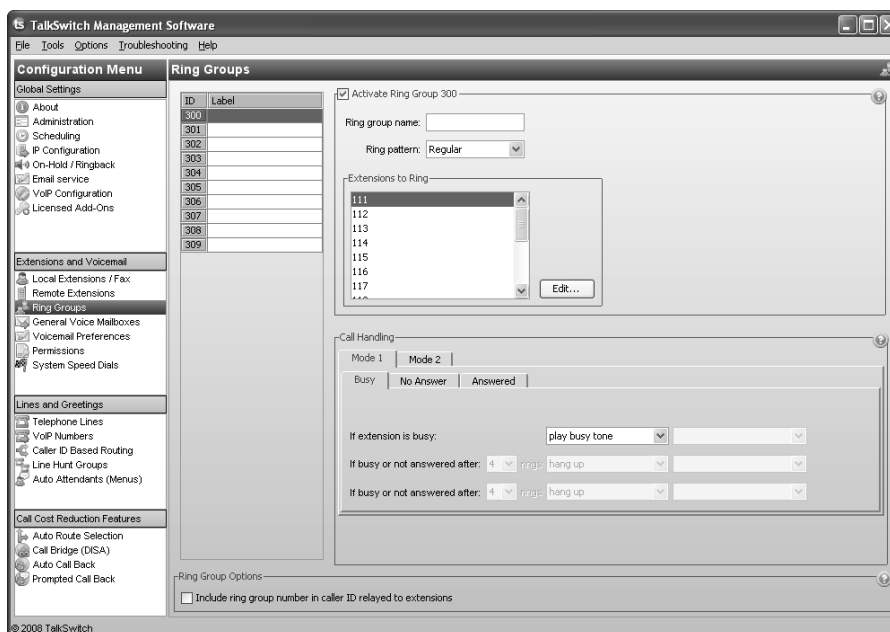 ts TalkSwitch Management Software
File Tools Options Troubleshooting Help
Configuration Menu
Global Settings
About
Administration
Scheduling
IP Configuration
On-Hold / Ringback
Email service
VoIP Configuration
Licensed Add-Ons
Extensions and Voicemail
Local Extensions / Fax
Remote Extensions
Ring Groups
General Voice Mailboxes
Voicemail Preferences
Permissions
System Speed Dials
Lines and Greetings
Telephone Lines
VoIP Numbers
Caller ID Based Routing
Line Hunt Groups
Auto Attendants (Menus)
Call Cost Reduction Features
Auto Route Selection
Call Bridge (DISA)
Auto Call Back
Prompted Call Back
© 2008 TalkSwitch
Ring Groups
ID Label
300
301
302
303
304
305
306
307
308
309
Activate Ring Group 300
Ring group name:
Ring pattern: Regular
Extensions to Ring
111
112
113
114
115
116
117
Edit...
Call Handling
Mode 1 Mode 2
Busy No Answer Answered
If extension is busy: play busy tone
If busy or not answered after: 4 rings hang up
If busy or not answered after: 4 rings hang up
Ring Group Options
Include ring group number in caller ID relayed to extensions